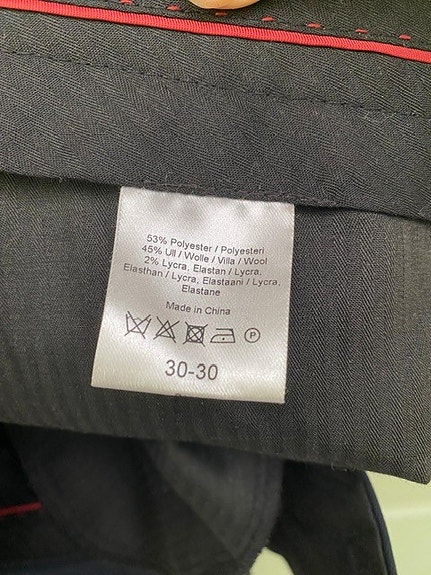 53% Polyester / Polyesteri
45% Ull / Wolle / Villa / Wool
2% Lycra, Elastan / Lycra,
Elasthan / Lycra, Elastaani / Lycra,
Elastane
Made in China
P
30-30